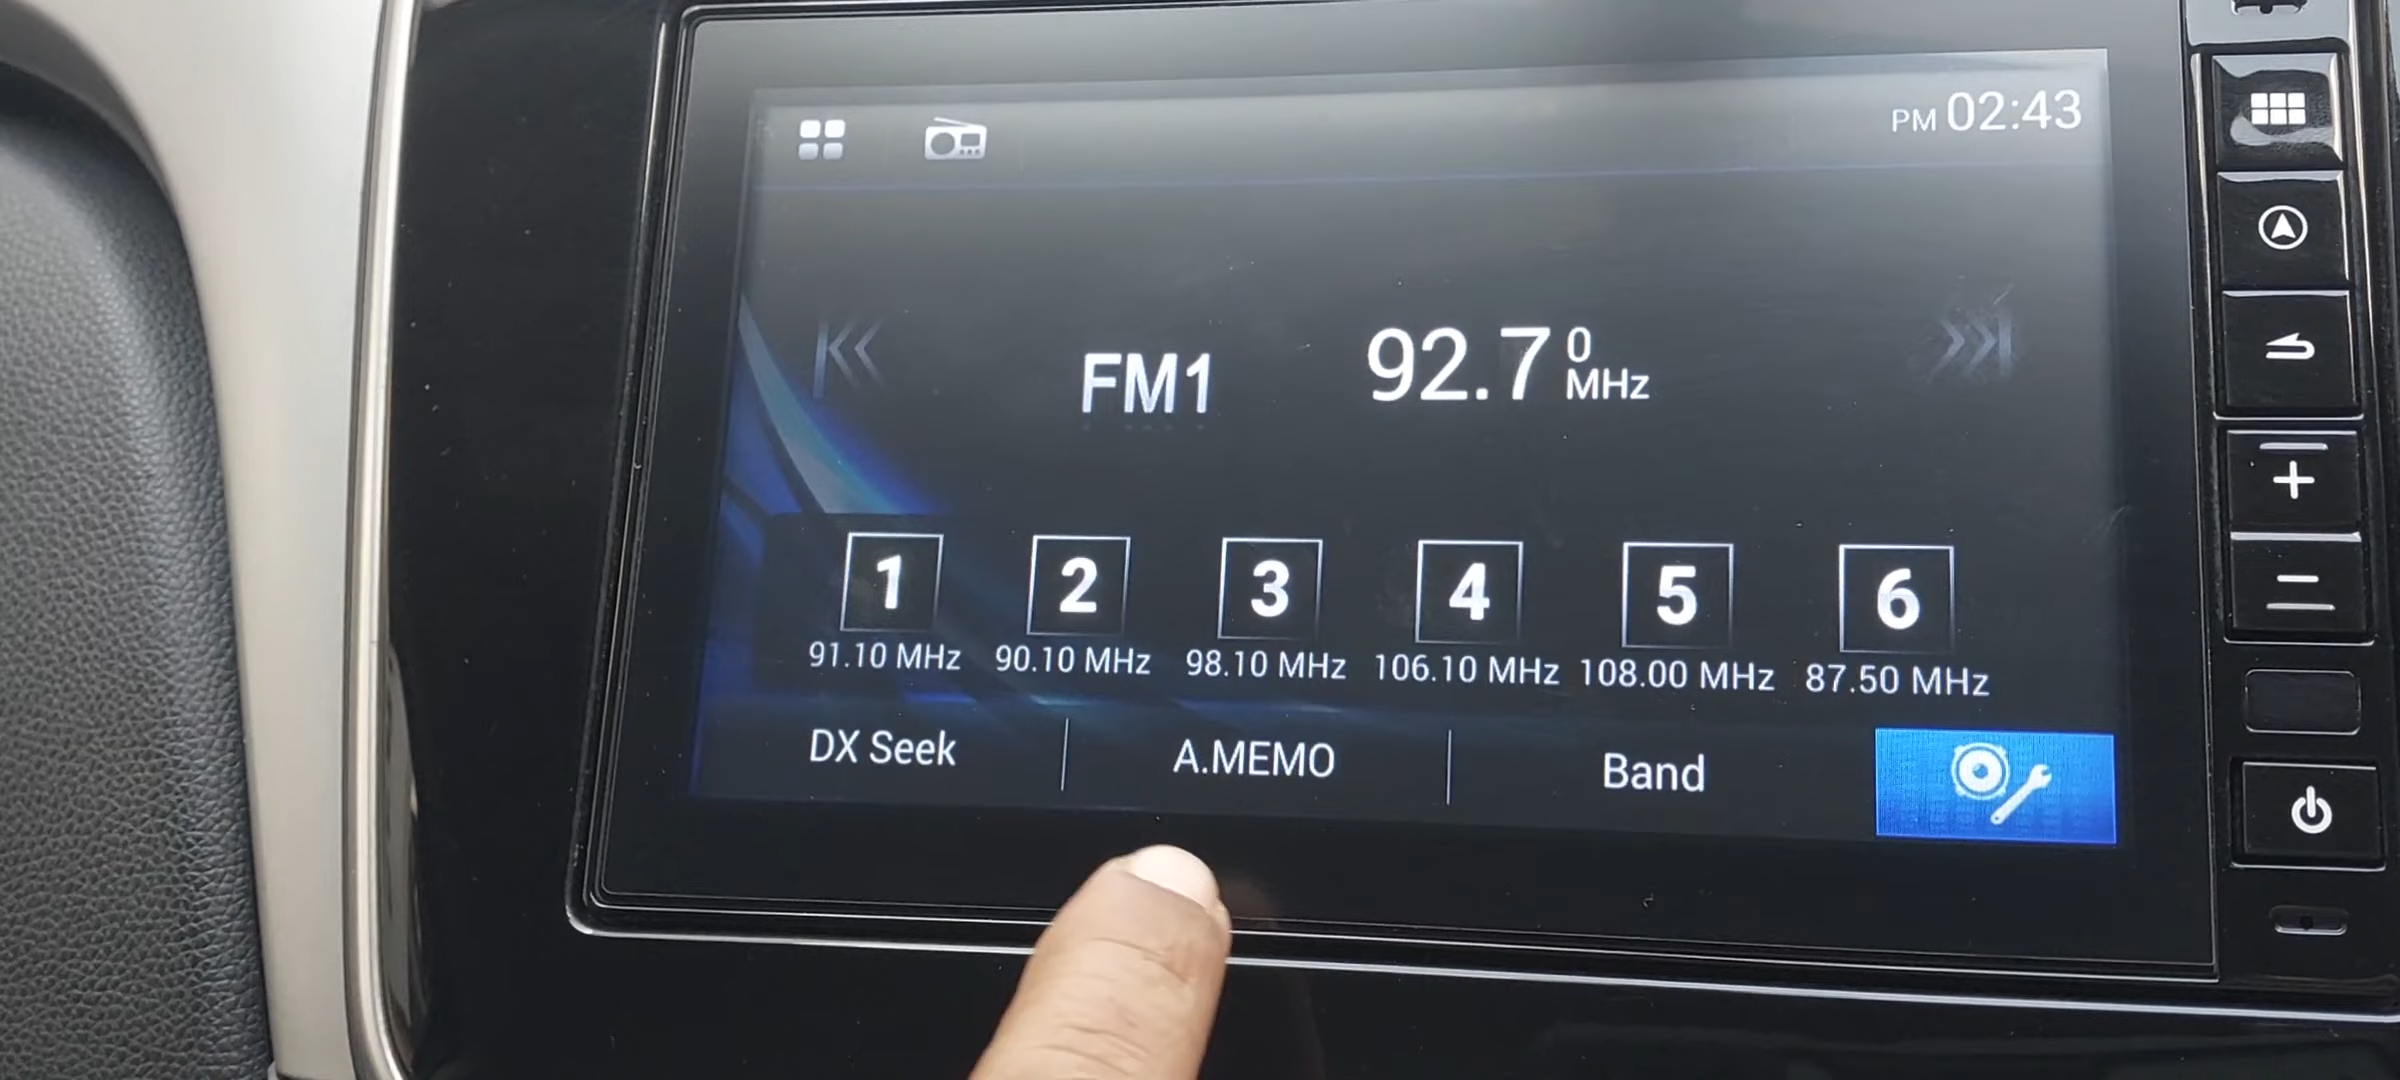 PM 02:43
FM1 92.7 0 MHz
1 2 3 4 5 6
91.10 MHz 90.10 MHz 98.10 MHz 106.10 MHz 108.00 MHz 87.50 MHz
DX Seek A.MEMO Band